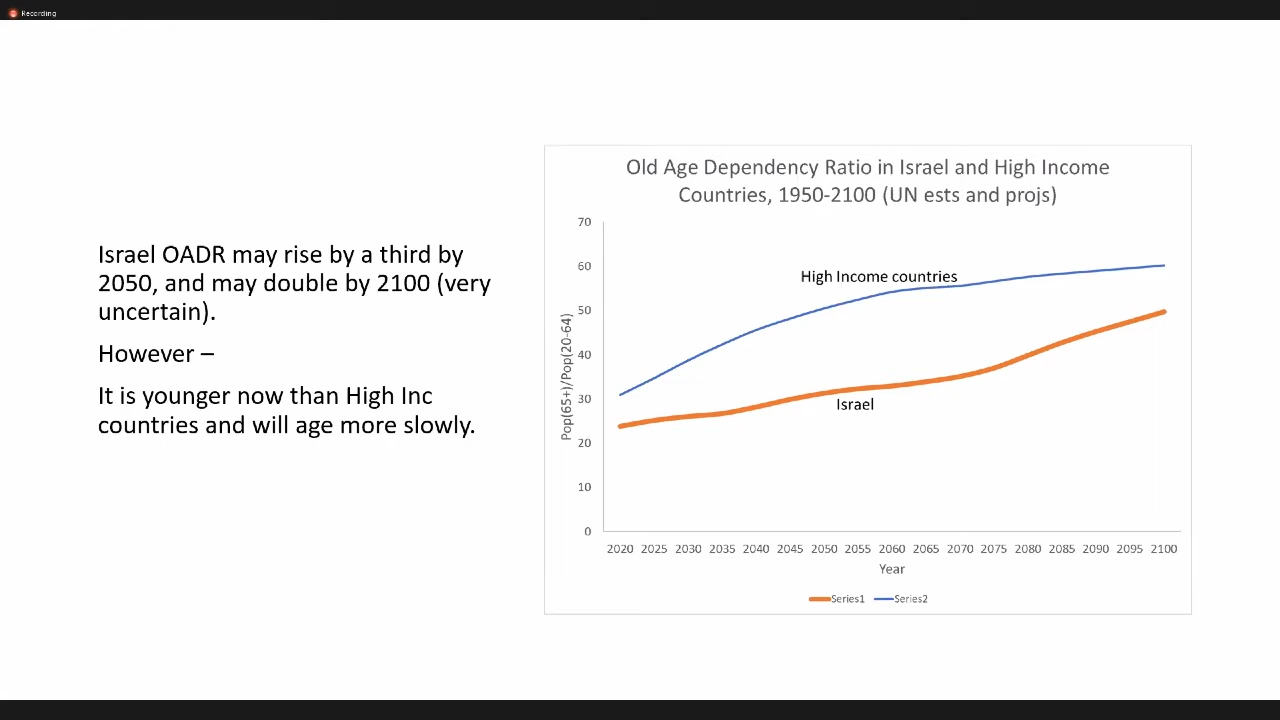 Recording
Israel OADR may rise by a third by
2050, and may double by 2100 (very
uncertain).
However –
It is younger now than High Inc
countries and will age more slowly.
Old Age Dependency Ratio in Israel and High Income
Countries, 1950-2100 (UN ests and projs)
Pop(65+)/Pop(20-64)
70
60
50
40
30
20
10
0
High Income countries
Israel
2020 2025 2030 2035 2040 2045 2050 2055 2060 2065 2070 2075 2080 2085 2090 2095 2100
Year
Series1 Series2